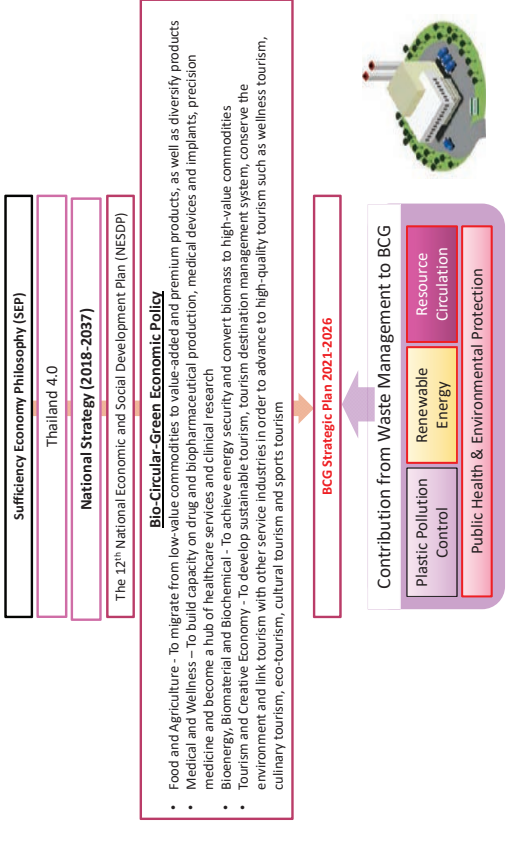 Sufficiency Economy Philosophy (SEP)
Thailand 4.0
National Strategy (2018-2037)
The 12th National Economic and Social Development Plan (NESDP)
Bio-Circular-Green Economic Policy
• Food and Agriculture - To migrate from low-value commodities to value-added and premium products, as well as diversify products
• Medical and Wellness – To build capacity on drug and biopharmaceutical production, medical devices and implants, precision
medicine and become a hub of healthcare services and clinical research
• Bioenergy, Biomaterial and Biochemical - To achieve energy security and convert biomass to high-value commodities
• Tourism and Creative Economy - To develop sustainable tourism, tourism destination management system, conserve the
environment and link tourism with other service industries in order to advance to high-quality tourism such as wellness tourism,
culinary tourism, eco-tourism, cultural tourism and sports tourism
BCG Strategic Plan 2021-2026
Contribution from Waste Management to BCG
Plastic Pollution
Control
Renewable
Energy
Resource
Circulation
Public Health & Environmental Protection